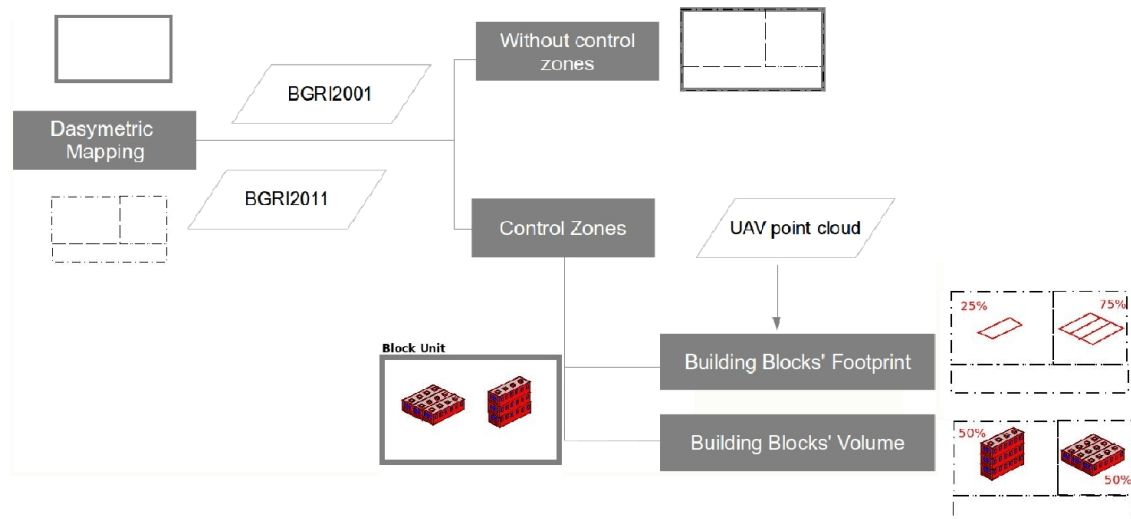 Without control
zones
BGRI2001
Dasymetric
Mapping
BGRI2011
Control Zones
UAV point cloud
25%
75%
Block Unit
Building Blocks' Footprint
50%
Building Blocks' Volume
50%